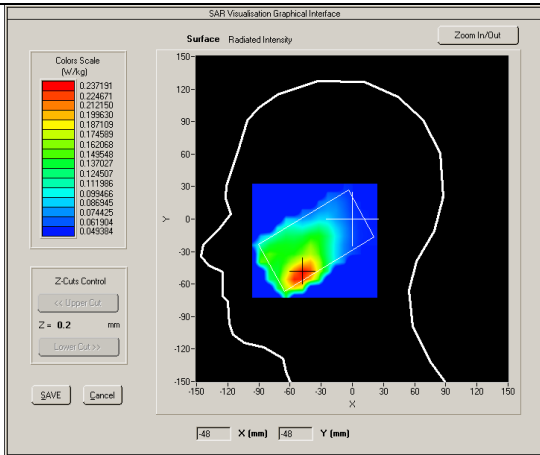 SAR Visualisation Graphical Interface
Surface Radiated Intensity
Zoom In/Out
Colors Scale
(W/kg)
0.237191
0.224671
0.212150
0.199630
0.187109
0.174589
0.162068
0.149548
0.137027
0.124507
0.111986
0.099466
0.086945
0.074425
0.061904
0.049384
Z-Cuts Control
<< Upper Cut
Z = 0.2 mm
Lower Cut >>
SAVE
Cancel
150
120
90
60
30
0
-30
-60
-90
-120
-150
Y
-150 -120 -90 -60 -30 0 30 60 90 120 150
X
-48 X (mm) -48 Y (mm)